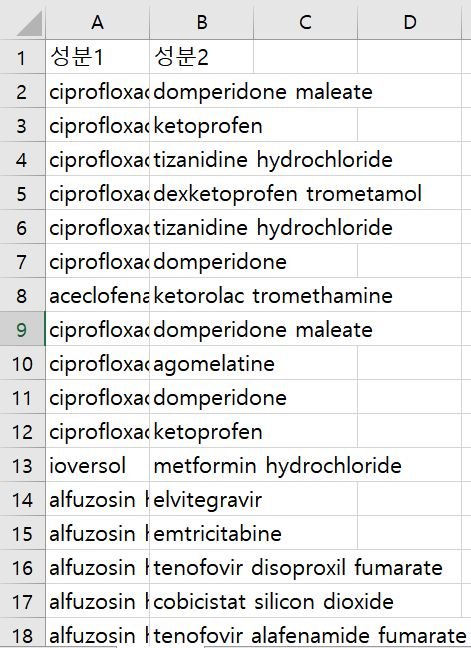 A B C D
1 성분1 성분2
2 ciprofloxac domperidone maleate
3 ciprofloxac ketoprofen
4 ciprofloxac tizanidine hydrochloride
5 ciprofloxac dexketoprofen trometamol
6 ciprofloxac tizanidine hydrochloride
7 ciprofloxac domperidone
8 aceclofena ketorolac tromethamine
9 ciprofloxac domperidone maleate
10 ciprofloxac agomelatine
11 ciprofloxac domperidone
12 ciprofloxac ketoprofen
13 ioversol metformin hydrochloride
14 alfuzosin h elvitegravir
15 alfuzosin h emtricitabine
16 alfuzosin h tenofovir disoproxil fumarate
17 alfuzosin h cobicistat silicon dioxide
18 alfuzosin h tenofovir alafenamide fumarate